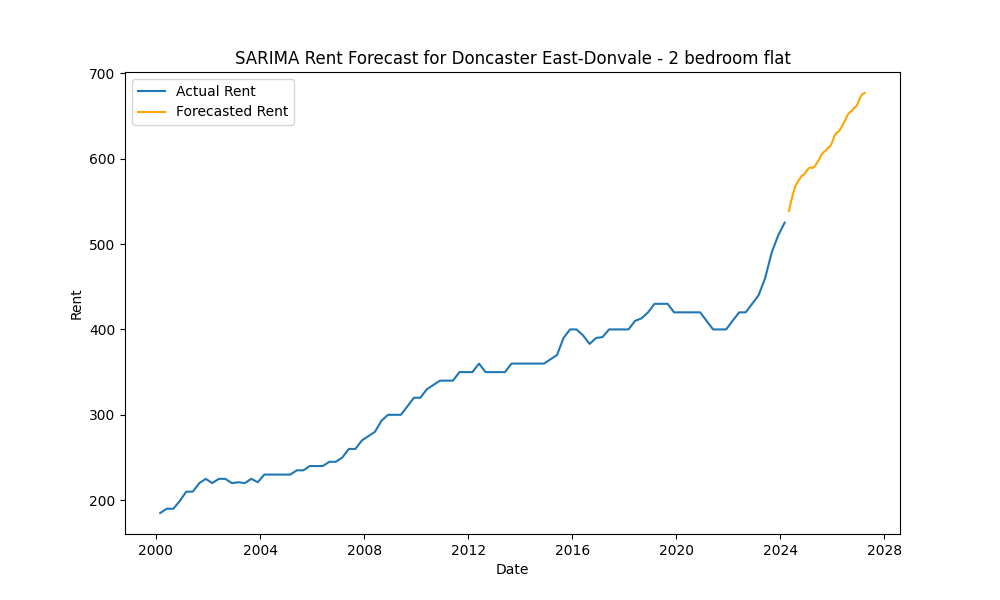 SARIMA Rent Forecast for Doncaster East-Donvale - 2 bedroom flat
700
Actual Rent
Forecasted Rent
600
500
Rent
400
300
200
2000 2004 2008 2012 2016 2020 2024 2028
Date